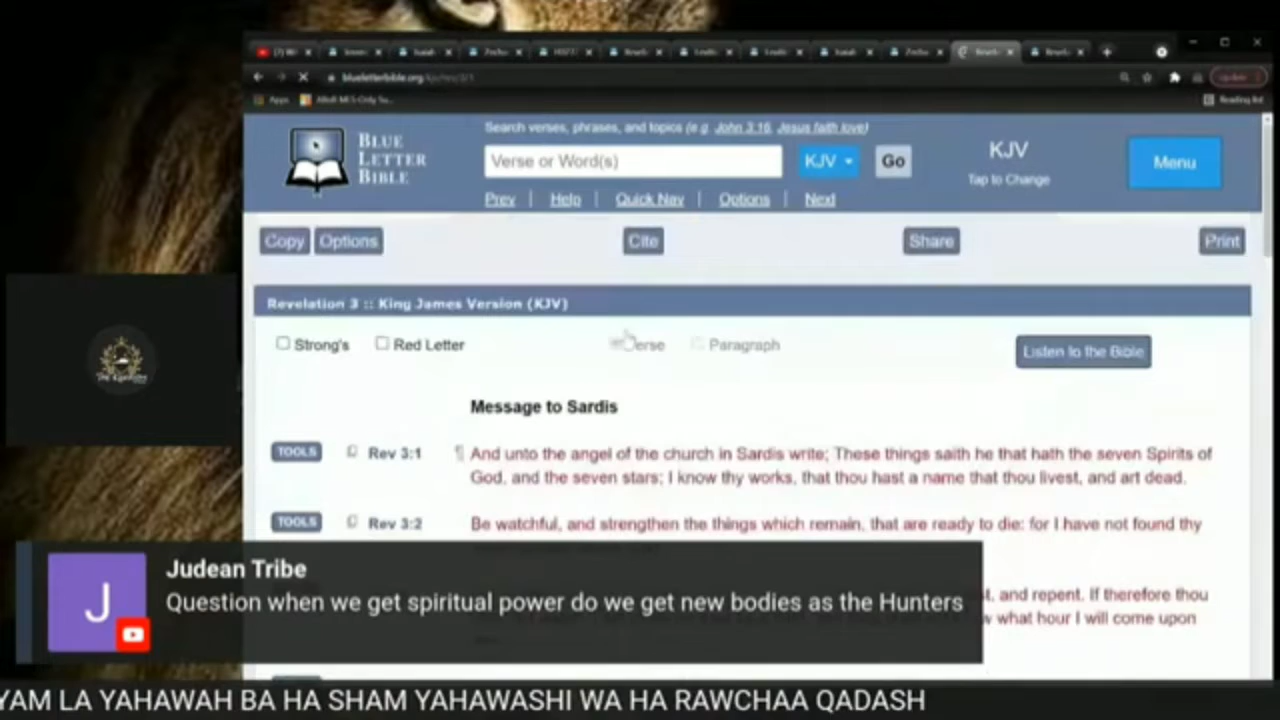 blueletterbible.org/kjv/rev/3/1
Apps
Reading list
BLUE
LETTER
BIBLE
Search verses, phrases, and topics (e.g. John 3:16, Jesus faith love)
Verse or Word(s)
KJV
Go
KJV
Tap to Change
Menu
Prev | Help | Quick Nav | Options | Next
Copy Options Cite Share Print
Revelation 3 :: King James Version (KJV)
Strong's Red Letter Paragraph
Listen to the Bible
Message to Sardis
TOOLS Rev 3:1 ¶ And unto the angel of the church in Sardis write; These things saith he that hath the seven Spirits of
God, and the seven stars; I know thy works, that thou hast a name that thou livest, and art dead.
TOOLS Rev 3:2 Be watchful, and strengthen the things which remain, that are ready to die: for I have not found thy
and repent. If therefore thou
what hour I will come upon
J
Judean Tribe
Question when we get spiritual power do we get new bodies as the Hunters
YAM LA YAHAWAH BA HA SHAM YAHAWASHI WA HA RAWCHAA QADASH